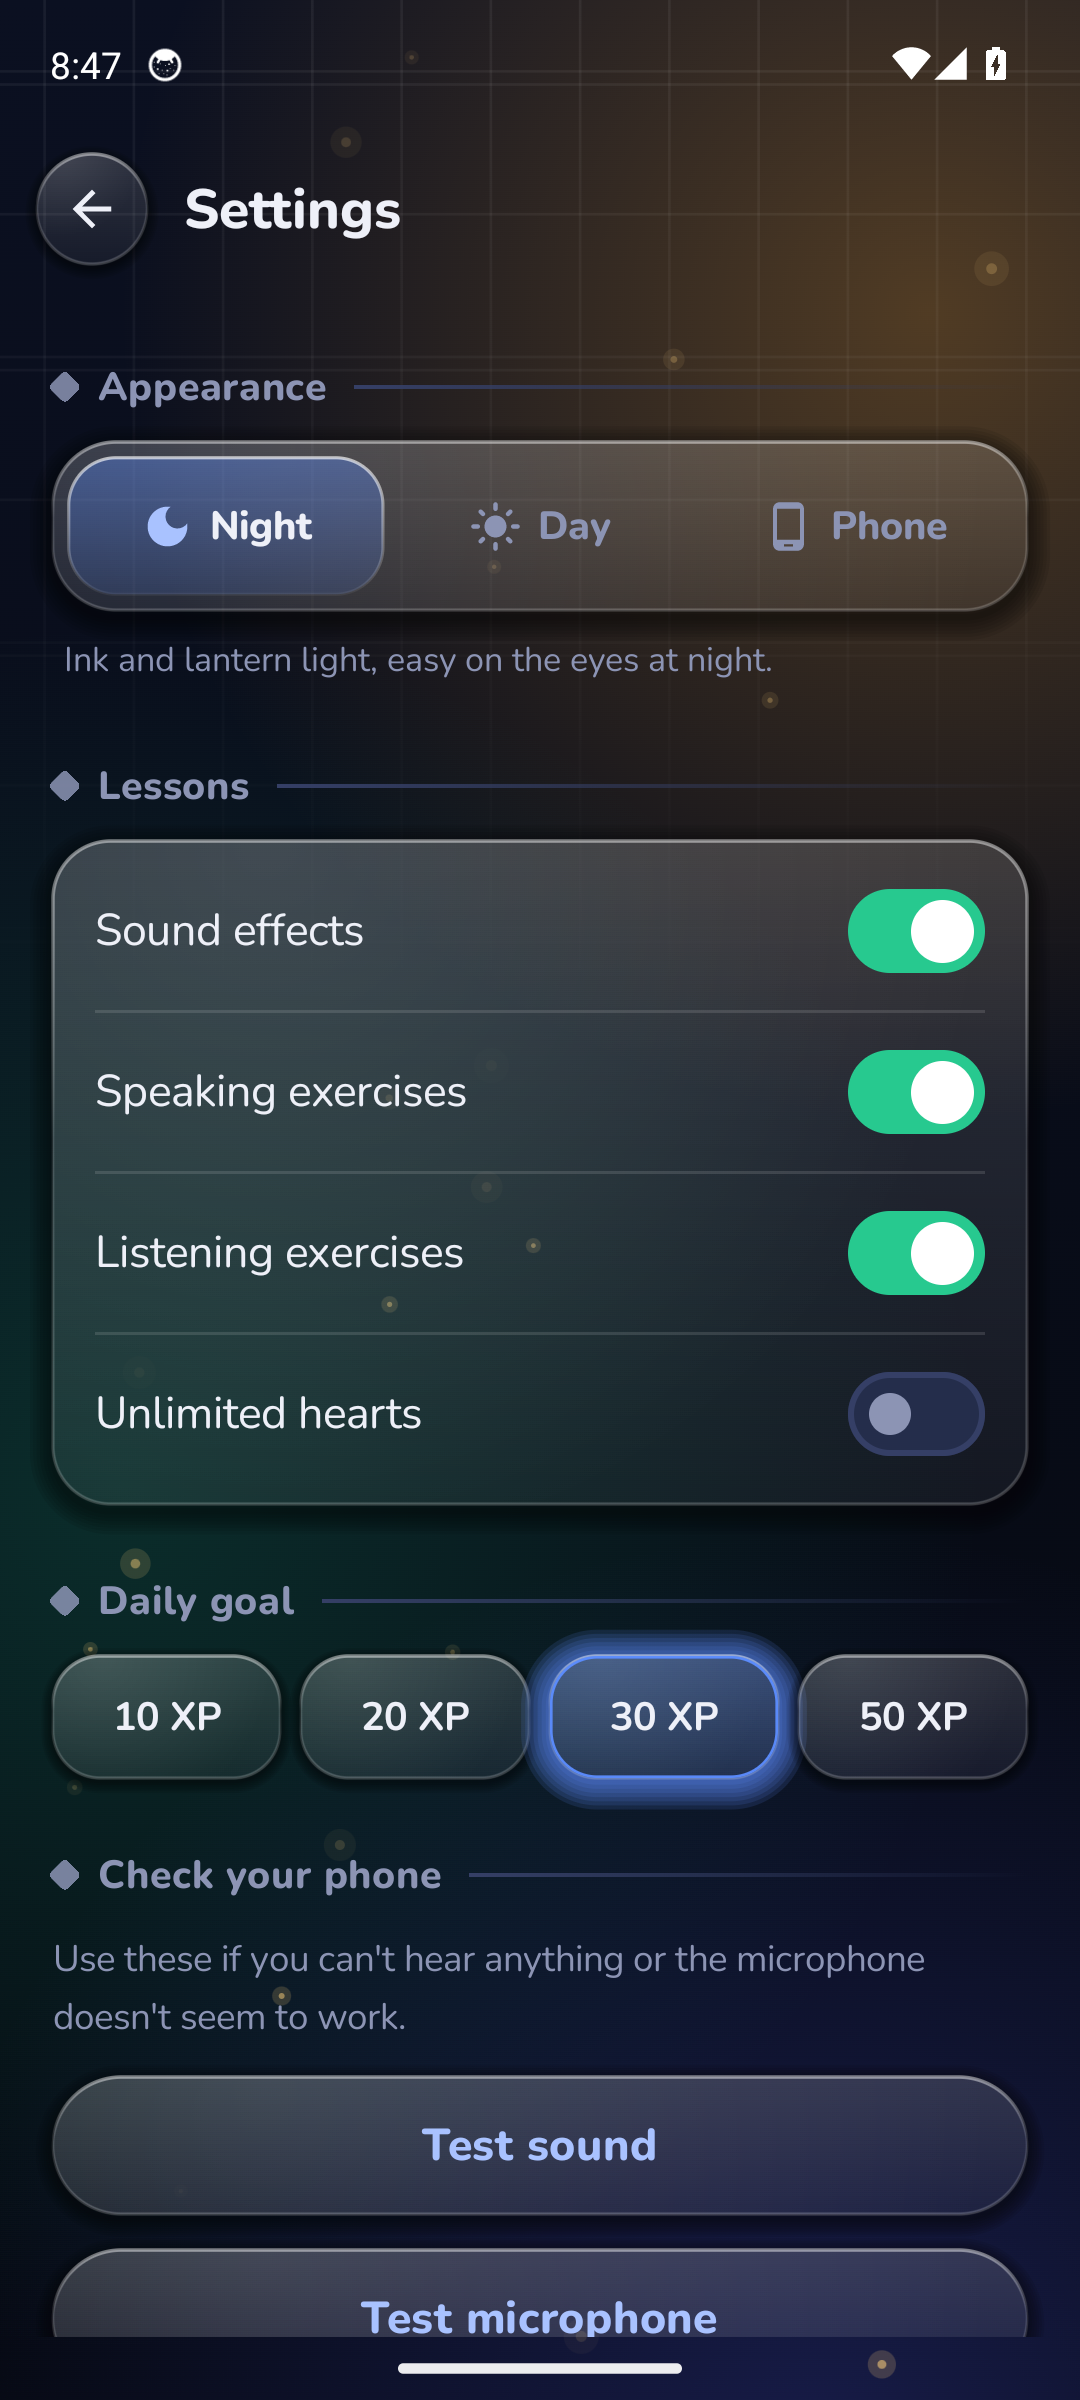 8:47
Settings
Appearance
Night
Day
Phone
Ink and lantern light, easy on the eyes at night.
Lessons
Sound effects
Speaking exercises
Listening exercises
Unlimited hearts
Daily goal
10 XP
20 XP
30 XP
50 XP
Check your phone
Use these if you can't hear anything or the microphone
doesn't seem to work.
Test sound
Test microphone